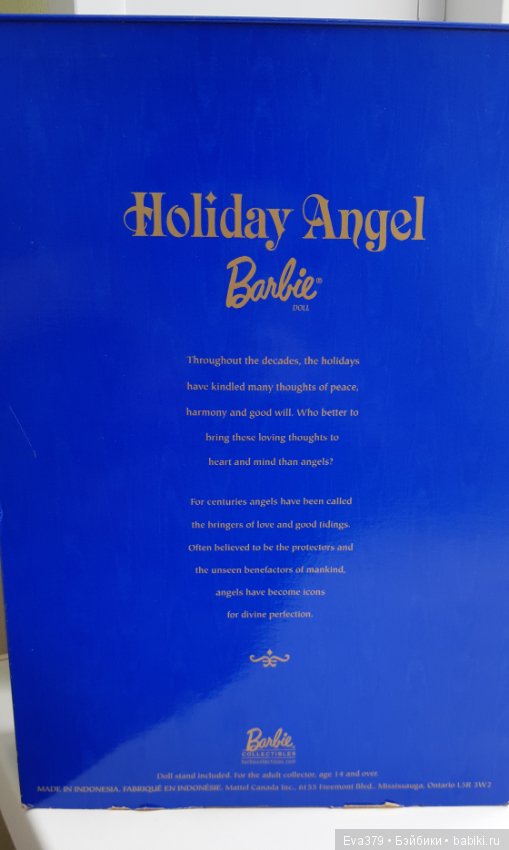 Holiday Angel
Barbie®
DOLL
Throughout the decades, the holidays
have kindled many thoughts of peace,
harmony and good will. Who better to
bring these loving thoughts to
heart and mind than angels?
For centuries angels have been called
the bringers of love and good tidings.
Often believed to be the protectors and
the unseen benefactors of mankind,
angels have become icons
for divine perfection.
Barbie
COLLECTIBLES
Doll stand included. For the adult collector, age 14 and over.
MADE IN INDONESIA. FABRIQUÉ EN INDONÉSIE. Mattel Canada Inc., 6155 Freemont Blvd., Mississauga, Ontario L5R 3W2
Eva379 • Бэйбики • babiki.ru